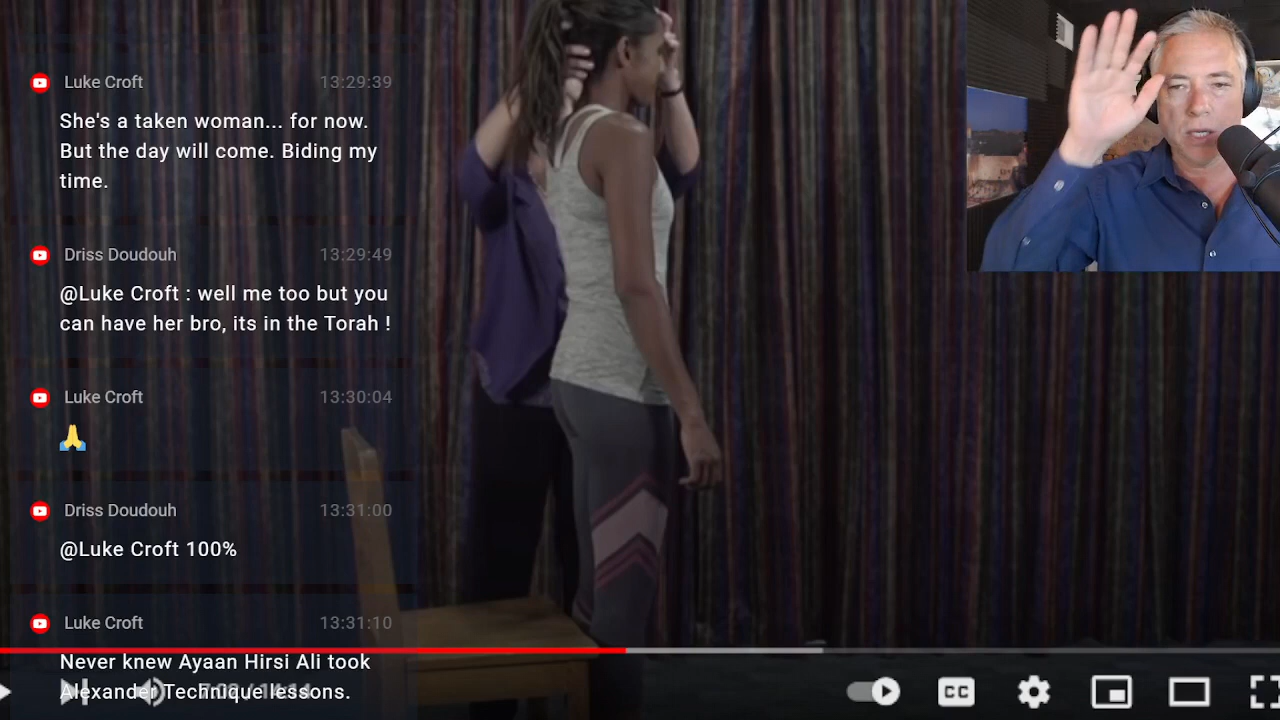 Luke Croft 13:29:39
She's a taken woman... for now.
But the day will come. Biding my
time.
Driss Doudouh 13:29:49
@Luke Croft : well me too but you
can have her bro, its in the Torah !
Luke Croft 13:30:04
🙏
Driss Doudouh 13:31:00
@Luke Croft 100%
Luke Croft 13:31:10
Never knew Ayaan Hirsi Ali took
Alexander Technique lessons.
CC